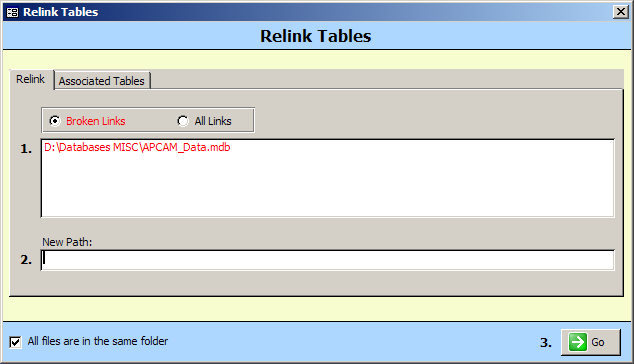 Relink Tables
Relink Tables
Relink Associated Tables
Broken Links All Links
1. D:\Databases MISC\APCAM_Data.mdb
New Path:
2.
All files are in the same folder 3. Go